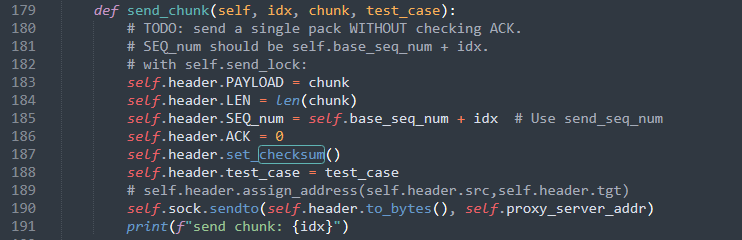 179 def send_chunk(self, idx, chunk, test_case):
180 # TODO: send a single pack WITHOUT checking ACK.
181 # SEQ_num should be self.base_seq_num + idx.
182 # with self.send_lock:
183 self.header.PAYLOAD = chunk
184 self.header.LEN = len(chunk)
185 self.header.SEQ_num = self.base_seq_num + idx  # Use send_seq_num
186 self.header.ACK = 0
187 self.header.set_checksum()
188 self.header.test_case = test_case
189 # self.header.assign_address(self.header.src,self.header.tgt)
190 self.sock.sendto(self.header.to_bytes(), self.proxy_server_addr)
191 print(f"send chunk: {idx}")